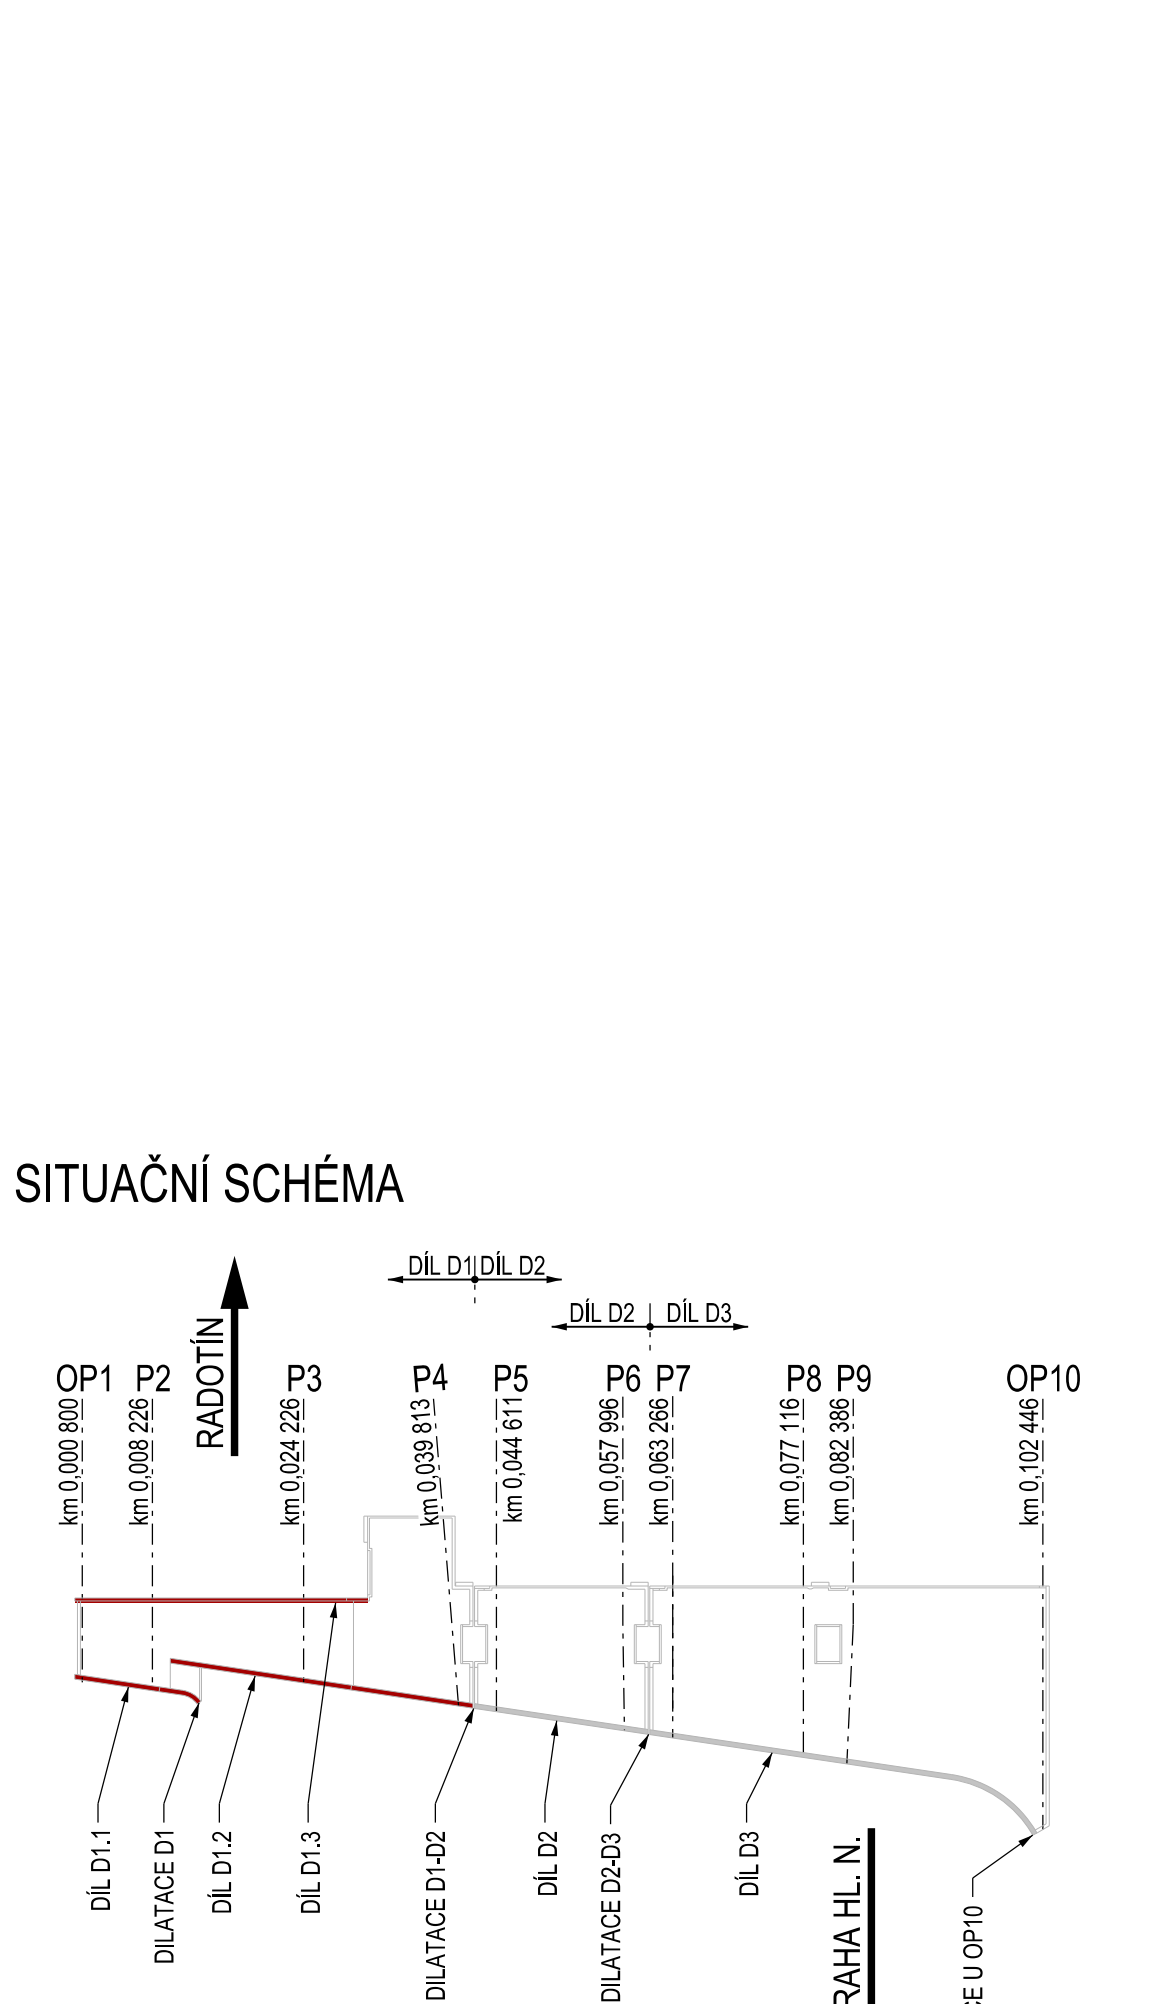 SITUAČNÍ SCHÉMA
DÍL D1 DÍL D2
DÍL D2 DÍL D3
RADOTÍN
OP1 P2 P3 P4 P5 P6 P7 P8 P9 OP10
km 0,000 800
km 0,008 226
km 0,024 226
km 0,039 813
km 0,044 611
km 0,057 996
km 0,063 266
km 0,077 116
km 0,082 386
km 0,102 446
DÍL D1.1
DILATACE D1
DÍL D1.2
DÍL D1.3
DILATACE D1-D2
DÍL D2
DILATACE D2-D3
DÍL D3
HL. N.
U OP10